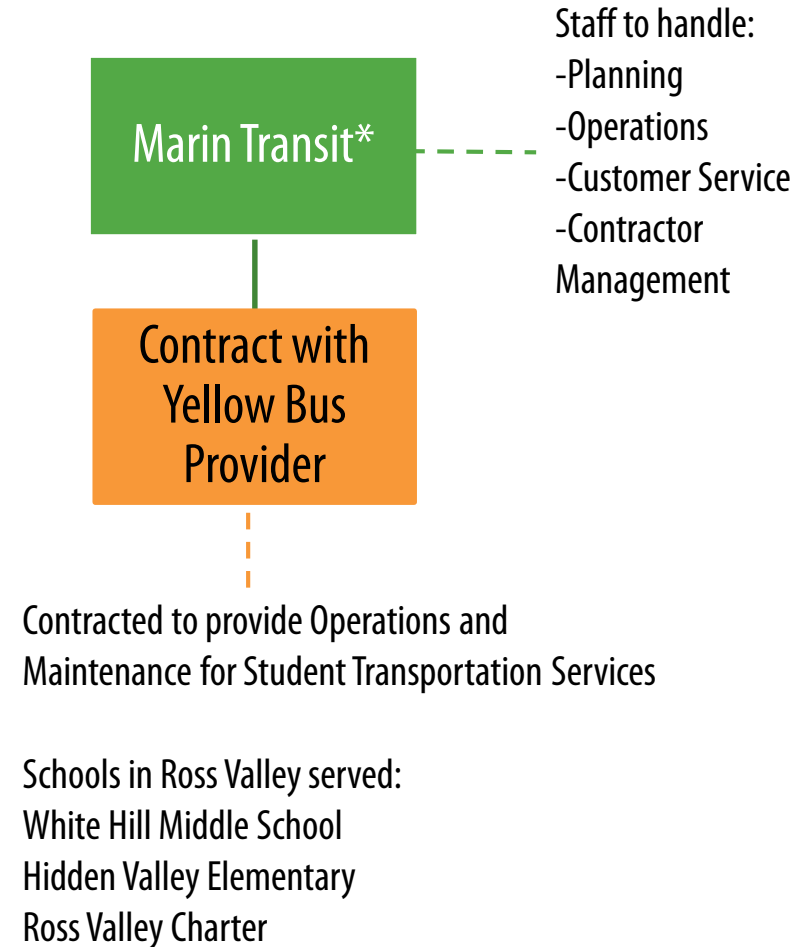 Staff to handle:
-Planning
-Operations
-Customer Service
-Contractor
Management
Marin Transit*
Contract with
Yellow Bus
Provider
Contracted to provide Operations and
Maintenance for Student Transportation Services
Schools in Ross Valley served:
White Hill Middle School
Hidden Valley Elementary
Ross Valley Charter